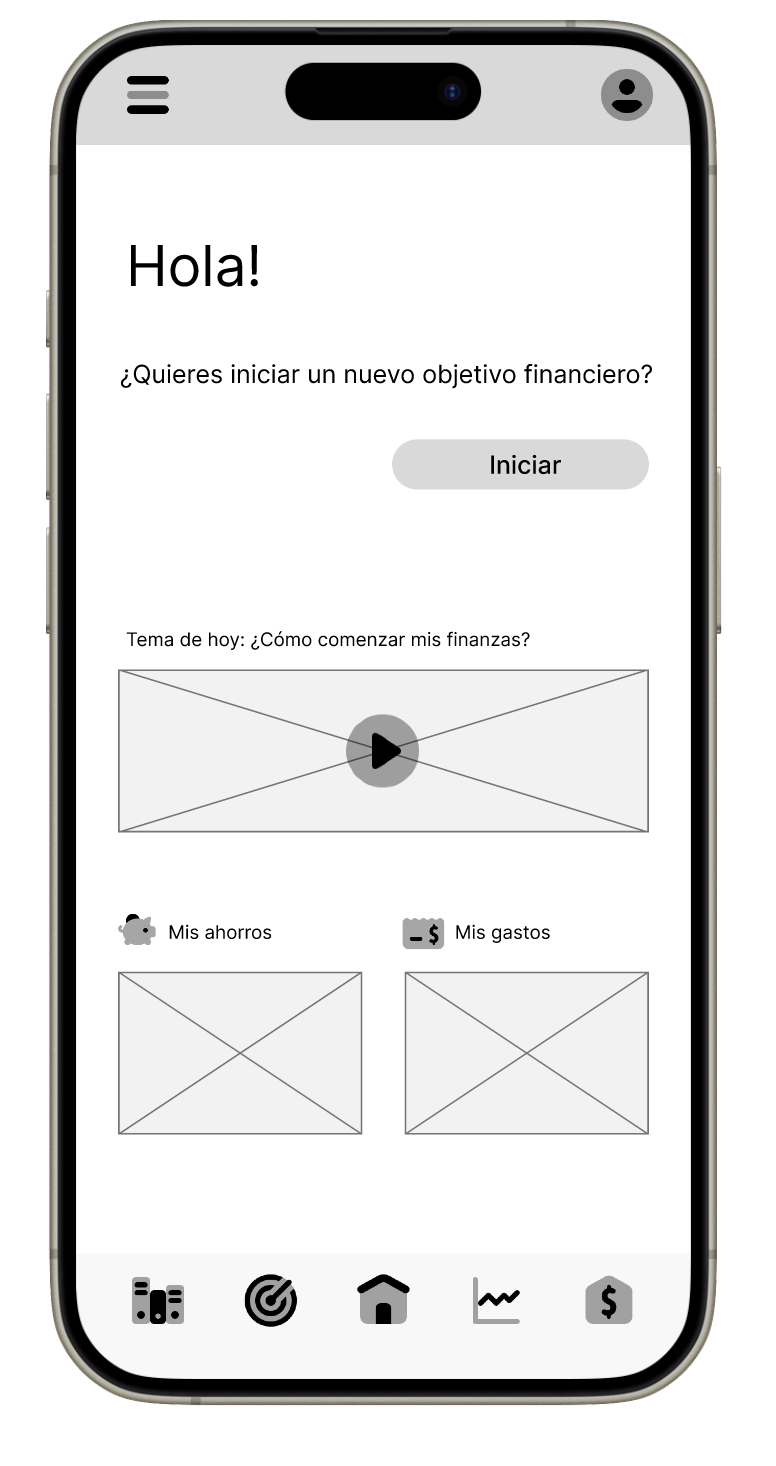 Hola!
¿Quieres iniciar un nuevo objetivo financiero?
Iniciar
Tema de hoy: ¿Cómo comenzar mis finanzas?
$ Mis gastos
Mis ahorros
$